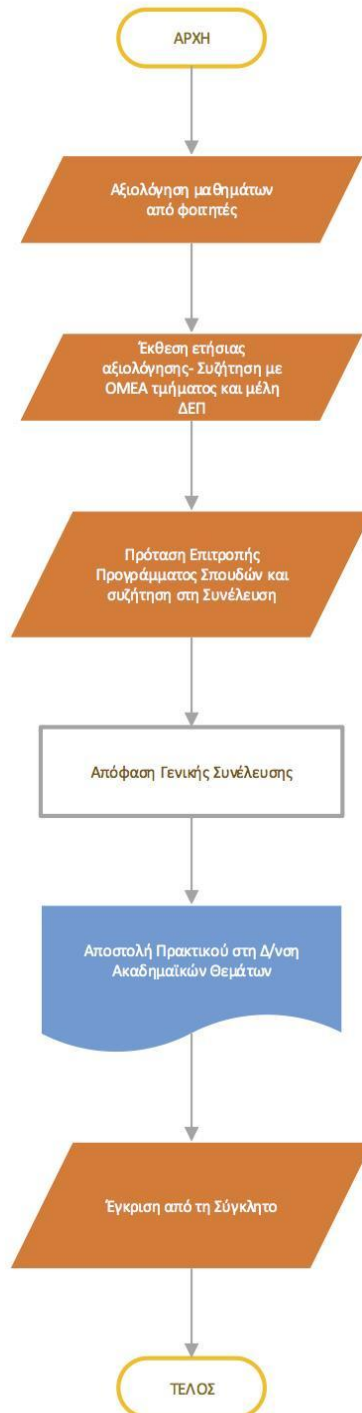 ΑΡΧΗ
Αξιολόγηση μαθημάτων
από φοιτητές
Έκθεση ετήσιας
αξιολόγησης- Συζήτηση με
ΟΜΕΑ τμήματος και μέλη
ΔΕΠ
Πρόταση Επιτροπής
Προγράμματος Σπουδών και
συζήτηση στη Συνέλευση
Απόφαση Γενικής Συνέλευσης
Αποστολή Πρακτικού στη Δ/νση
Ακαδημαϊκών Θεμάτων
Έγκριση από τη Σύγκλητο
ΤΕΛΟΣ